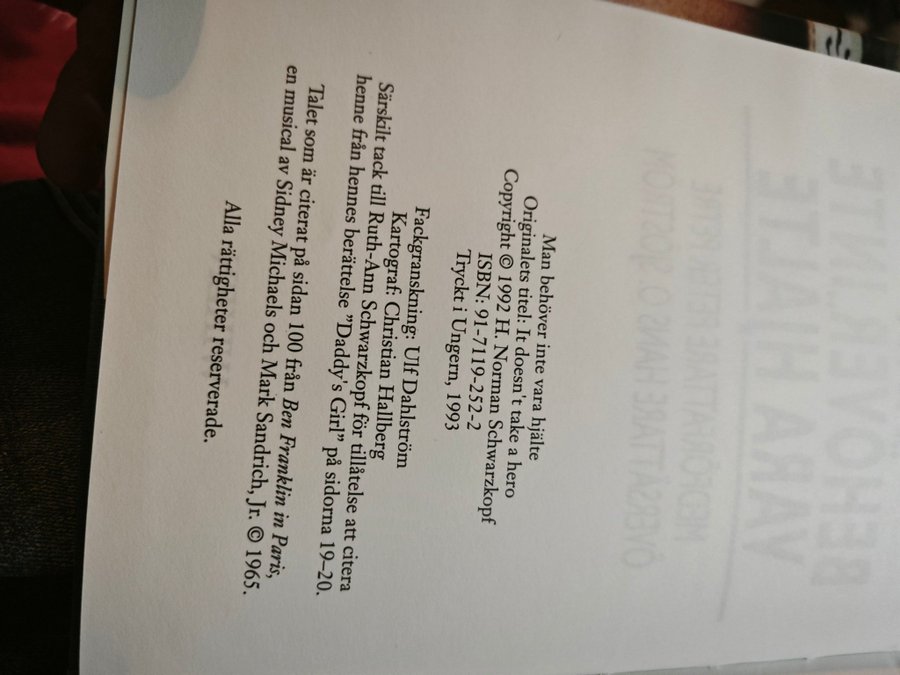 Man behöver inte vara hjälte
Originalets titel: It doesn't take a hero
Copyright © 1992 H. Norman Schwarzkopf
ISBN: 91-7119-252-2
Tryckt i Ungern, 1993
Fackgranskning: Ulf Dahlström
Kartograf: Christian Hallberg
Särskilt tack till Ruth-Ann Schwarzkopf för tillåtelse att citera
henne från hennes berättelse ”Daddy's Girl” på sidorna 19–20.
Talet som är citerat på sidan 100 från Ben Franklin in Paris,
en musical av Sidney Michaels och Mark Sandrich, Jr. © 1965.
Alla rättigheter reserverade.